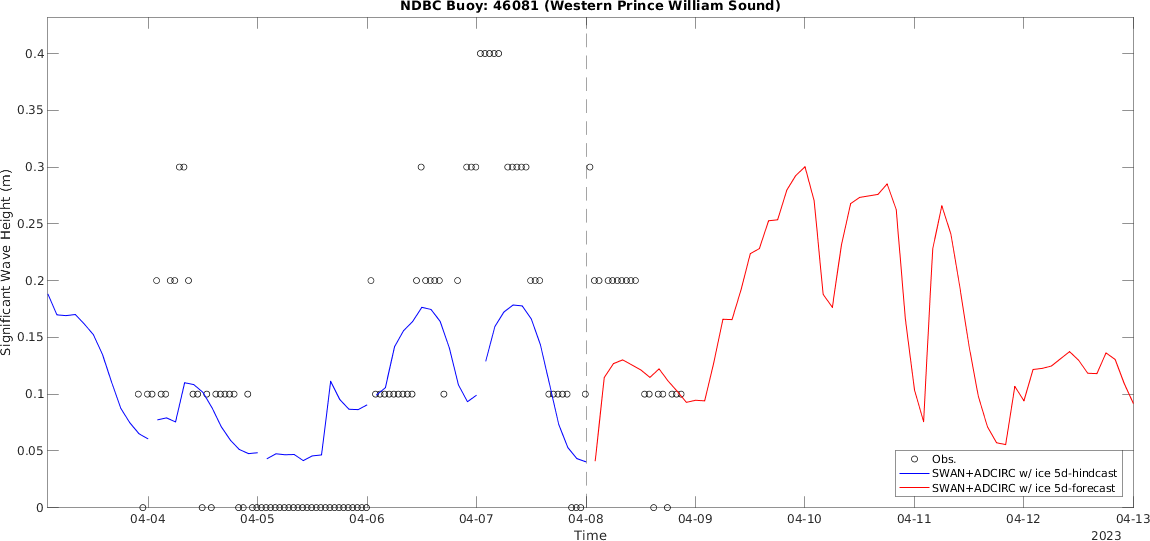 NDBC Buoy: 46081 (Western Prince William Sound)
Significant Wave Height (m)
0.4
0.35
0.3
0.25
0.2
0.15
0.1
0.05
0
04-04 04-05 04-06 04-07 04-08 04-09 04-10 04-11 04-12 04-13
Time
2023
Obs.
SWAN+ADCIRC w/ ice 5d-hindcast
SWAN+ADCIRC w/ ice 5d-forecast